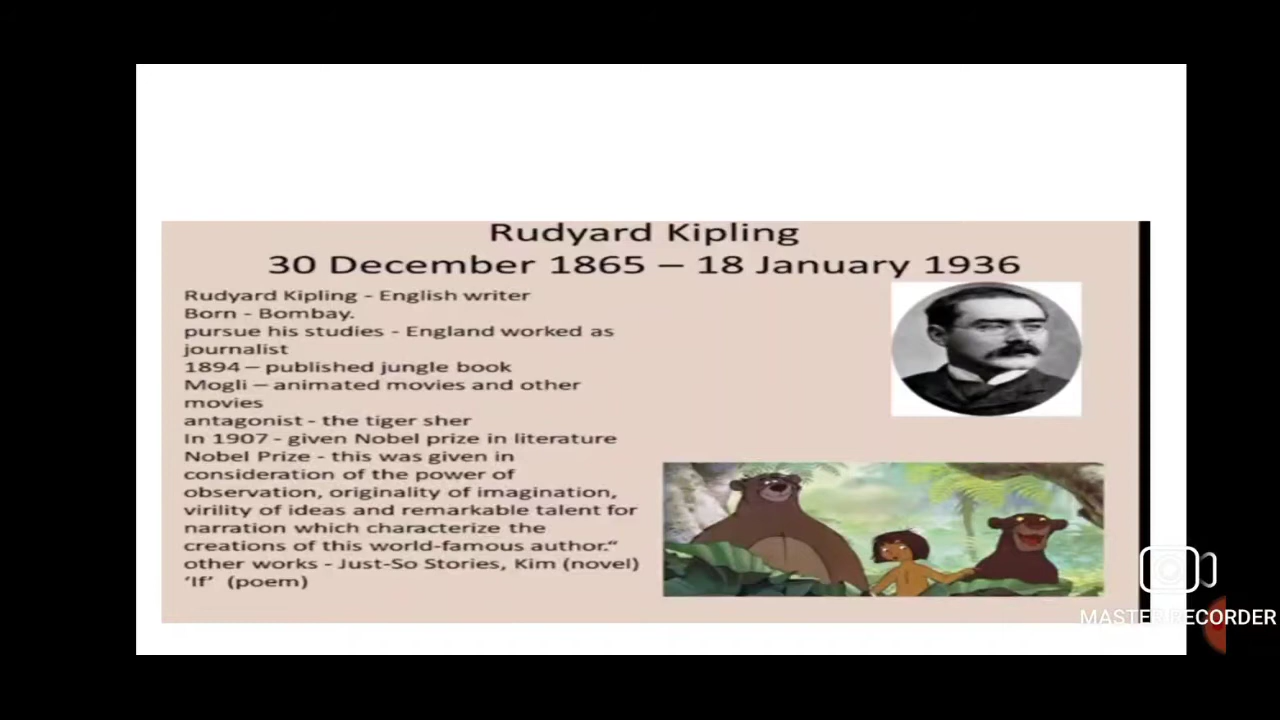 Rudyard Kipling
30 December 1865 – 18 January 1936
Rudyard Kipling - English writer
Born - Bombay.
pursue his studies - England worked as
journalist
1894 – published jungle book
Mogli – animated movies and other
movies
antagonist - the tiger sher
In 1907 - given Nobel prize in literature
Nobel Prize - this was given in
consideration of the power of
observation, originality of imagination,
virility of ideas and remarkable talent for
narration which characterize the
creations of this world-famous author.“
other works - Just-So Stories, Kim (novel)
‘If’ (poem)
MASTER RECORDER